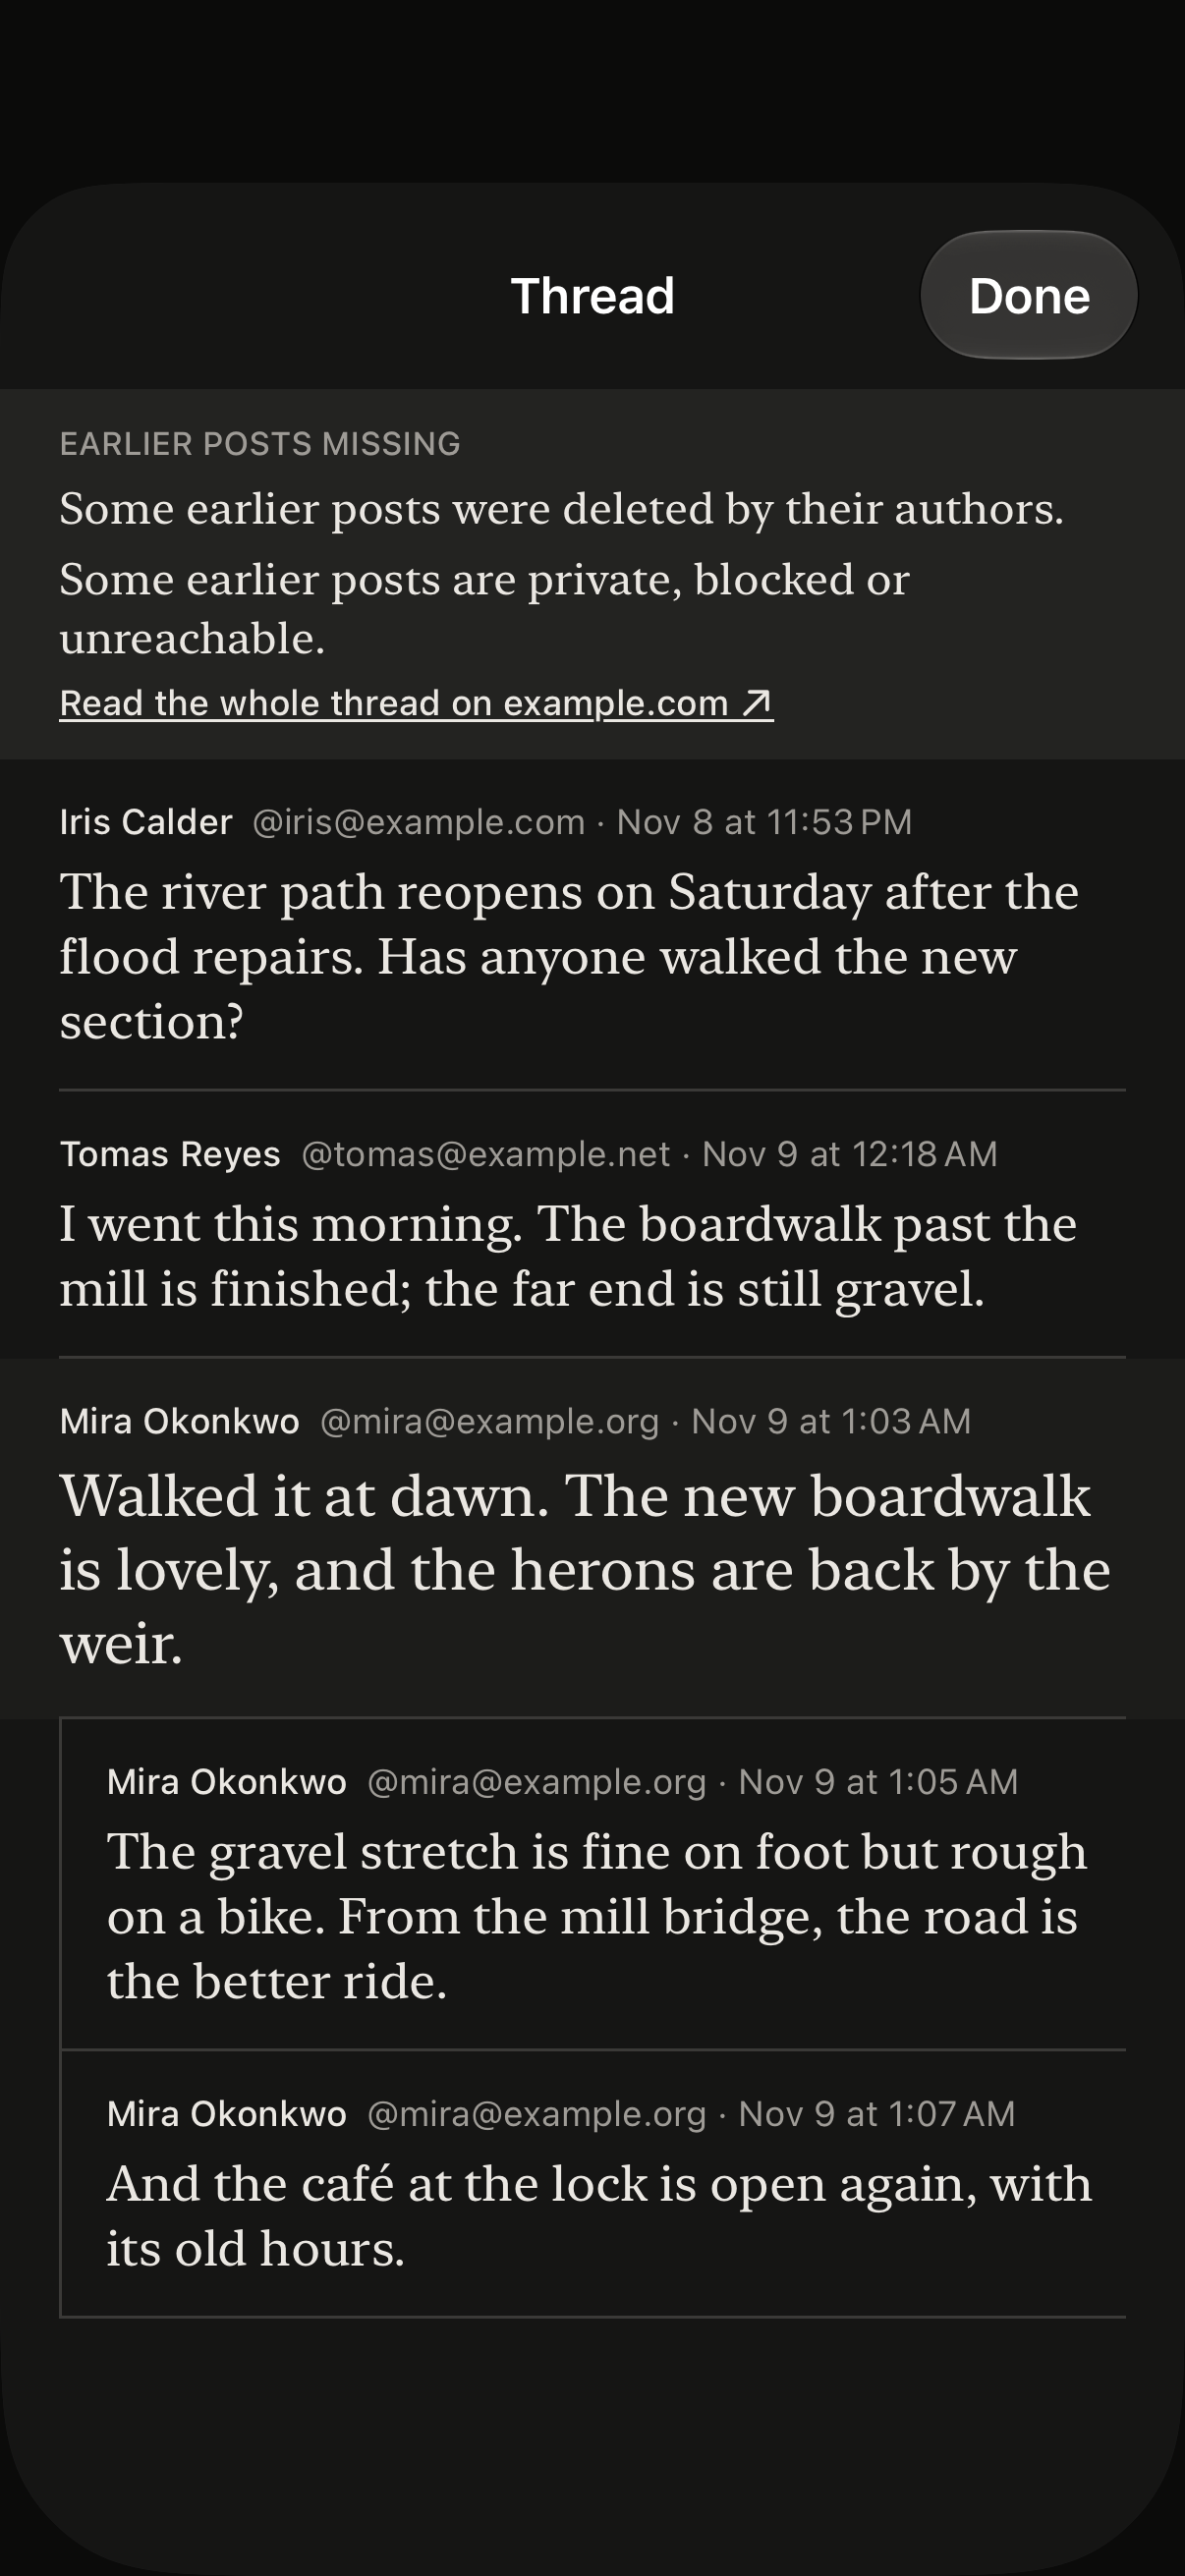 Thread
Done
EARLIER POSTS MISSING
Some earlier posts were deleted by their authors.
Some earlier posts are private, blocked or
unreachable.
Read the whole thread on example.com ↗
Iris Calder @iris@example.com · Nov 8 at 11:53 PM
The river path reopens on Saturday after the
flood repairs. Has anyone walked the new
section?
Tomas Reyes @tomas@example.net · Nov 9 at 12:18 AM
I went this morning. The boardwalk past the
mill is finished; the far end is still gravel.
Mira Okonkwo @mira@example.org · Nov 9 at 1:03 AM
Walked it at dawn. The new boardwalk
is lovely, and the herons are back by the
weir.
Mira Okonkwo @mira@example.org · Nov 9 at 1:05 AM
The gravel stretch is fine on foot but rough
on a bike. From the mill bridge, the road is
the better ride.
Mira Okonkwo @mira@example.org · Nov 9 at 1:07 AM
And the café at the lock is open again, with
its old hours.